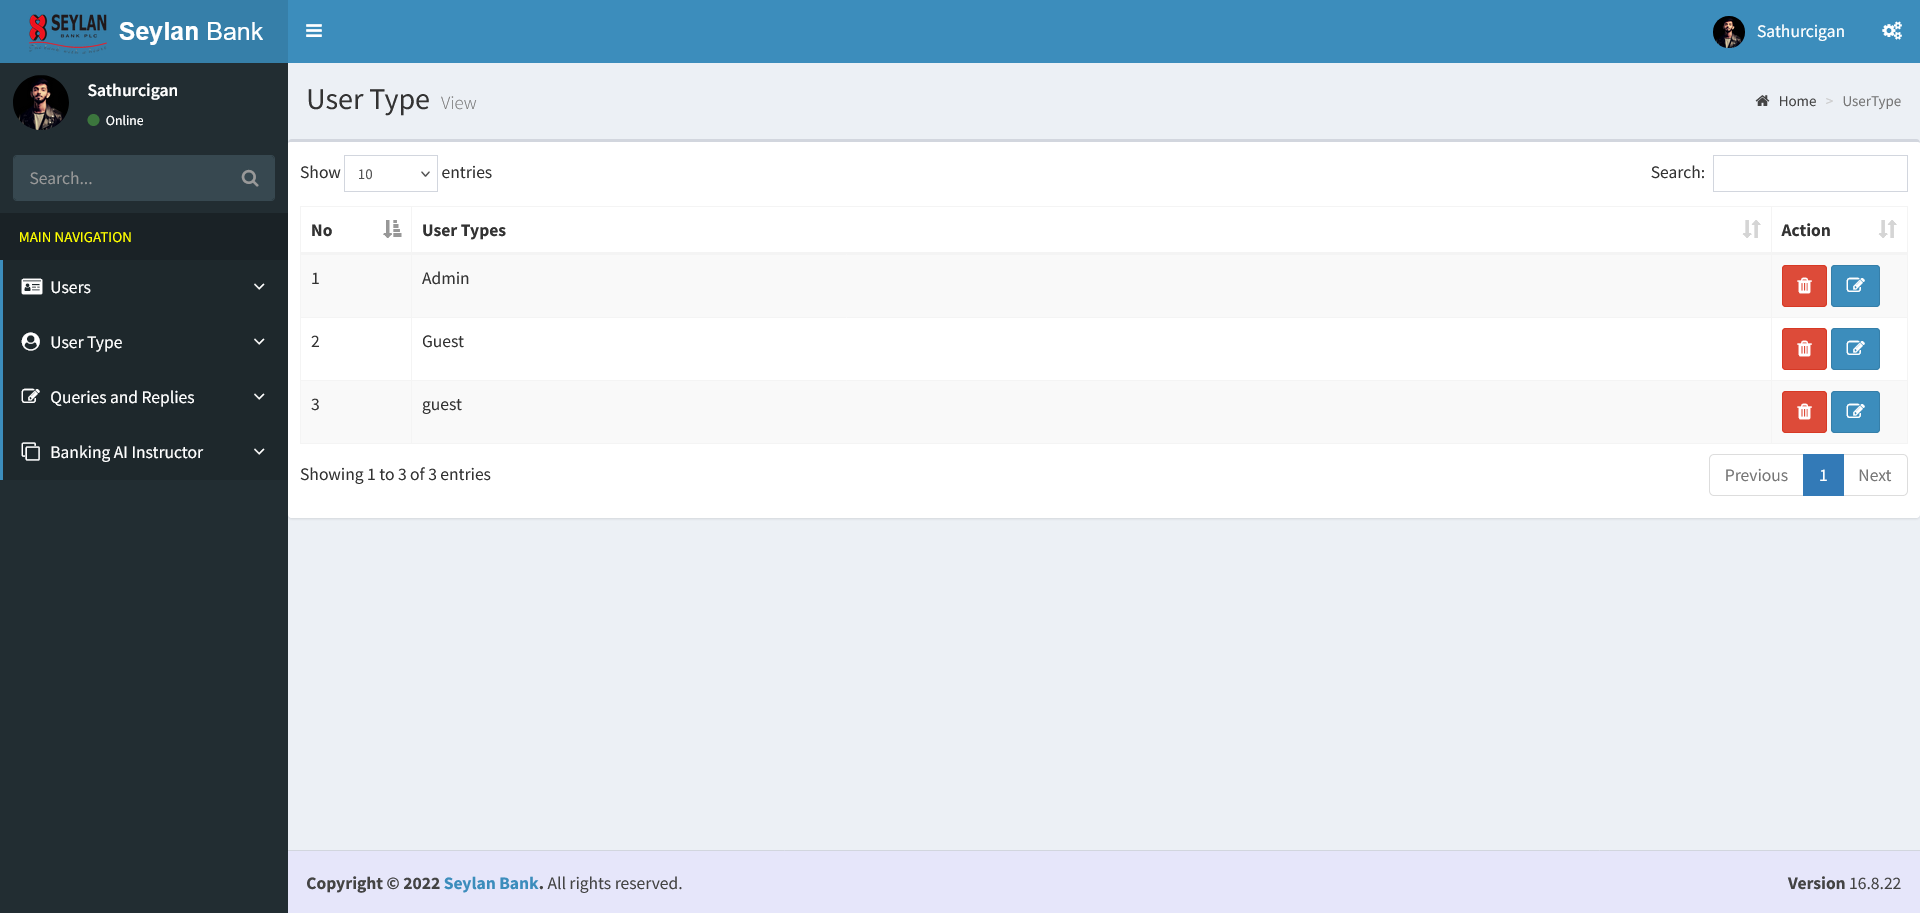 SEYLAN
BANK PLC
Seylan Bank
Sathurcigan
Sathurcigan
Online
Search...
MAIN NAVIGATION
Users
User Type
Queries and Replies
Banking AI Instructor
User Type View
Home > UserType
Show 10 entries
Search:
No User Types Action
1 Admin
2 Guest
3 guest
Showing 1 to 3 of 3 entries
Previous 1 Next
Copyright © 2022 Seylan Bank. All rights reserved.
Version 16.8.22